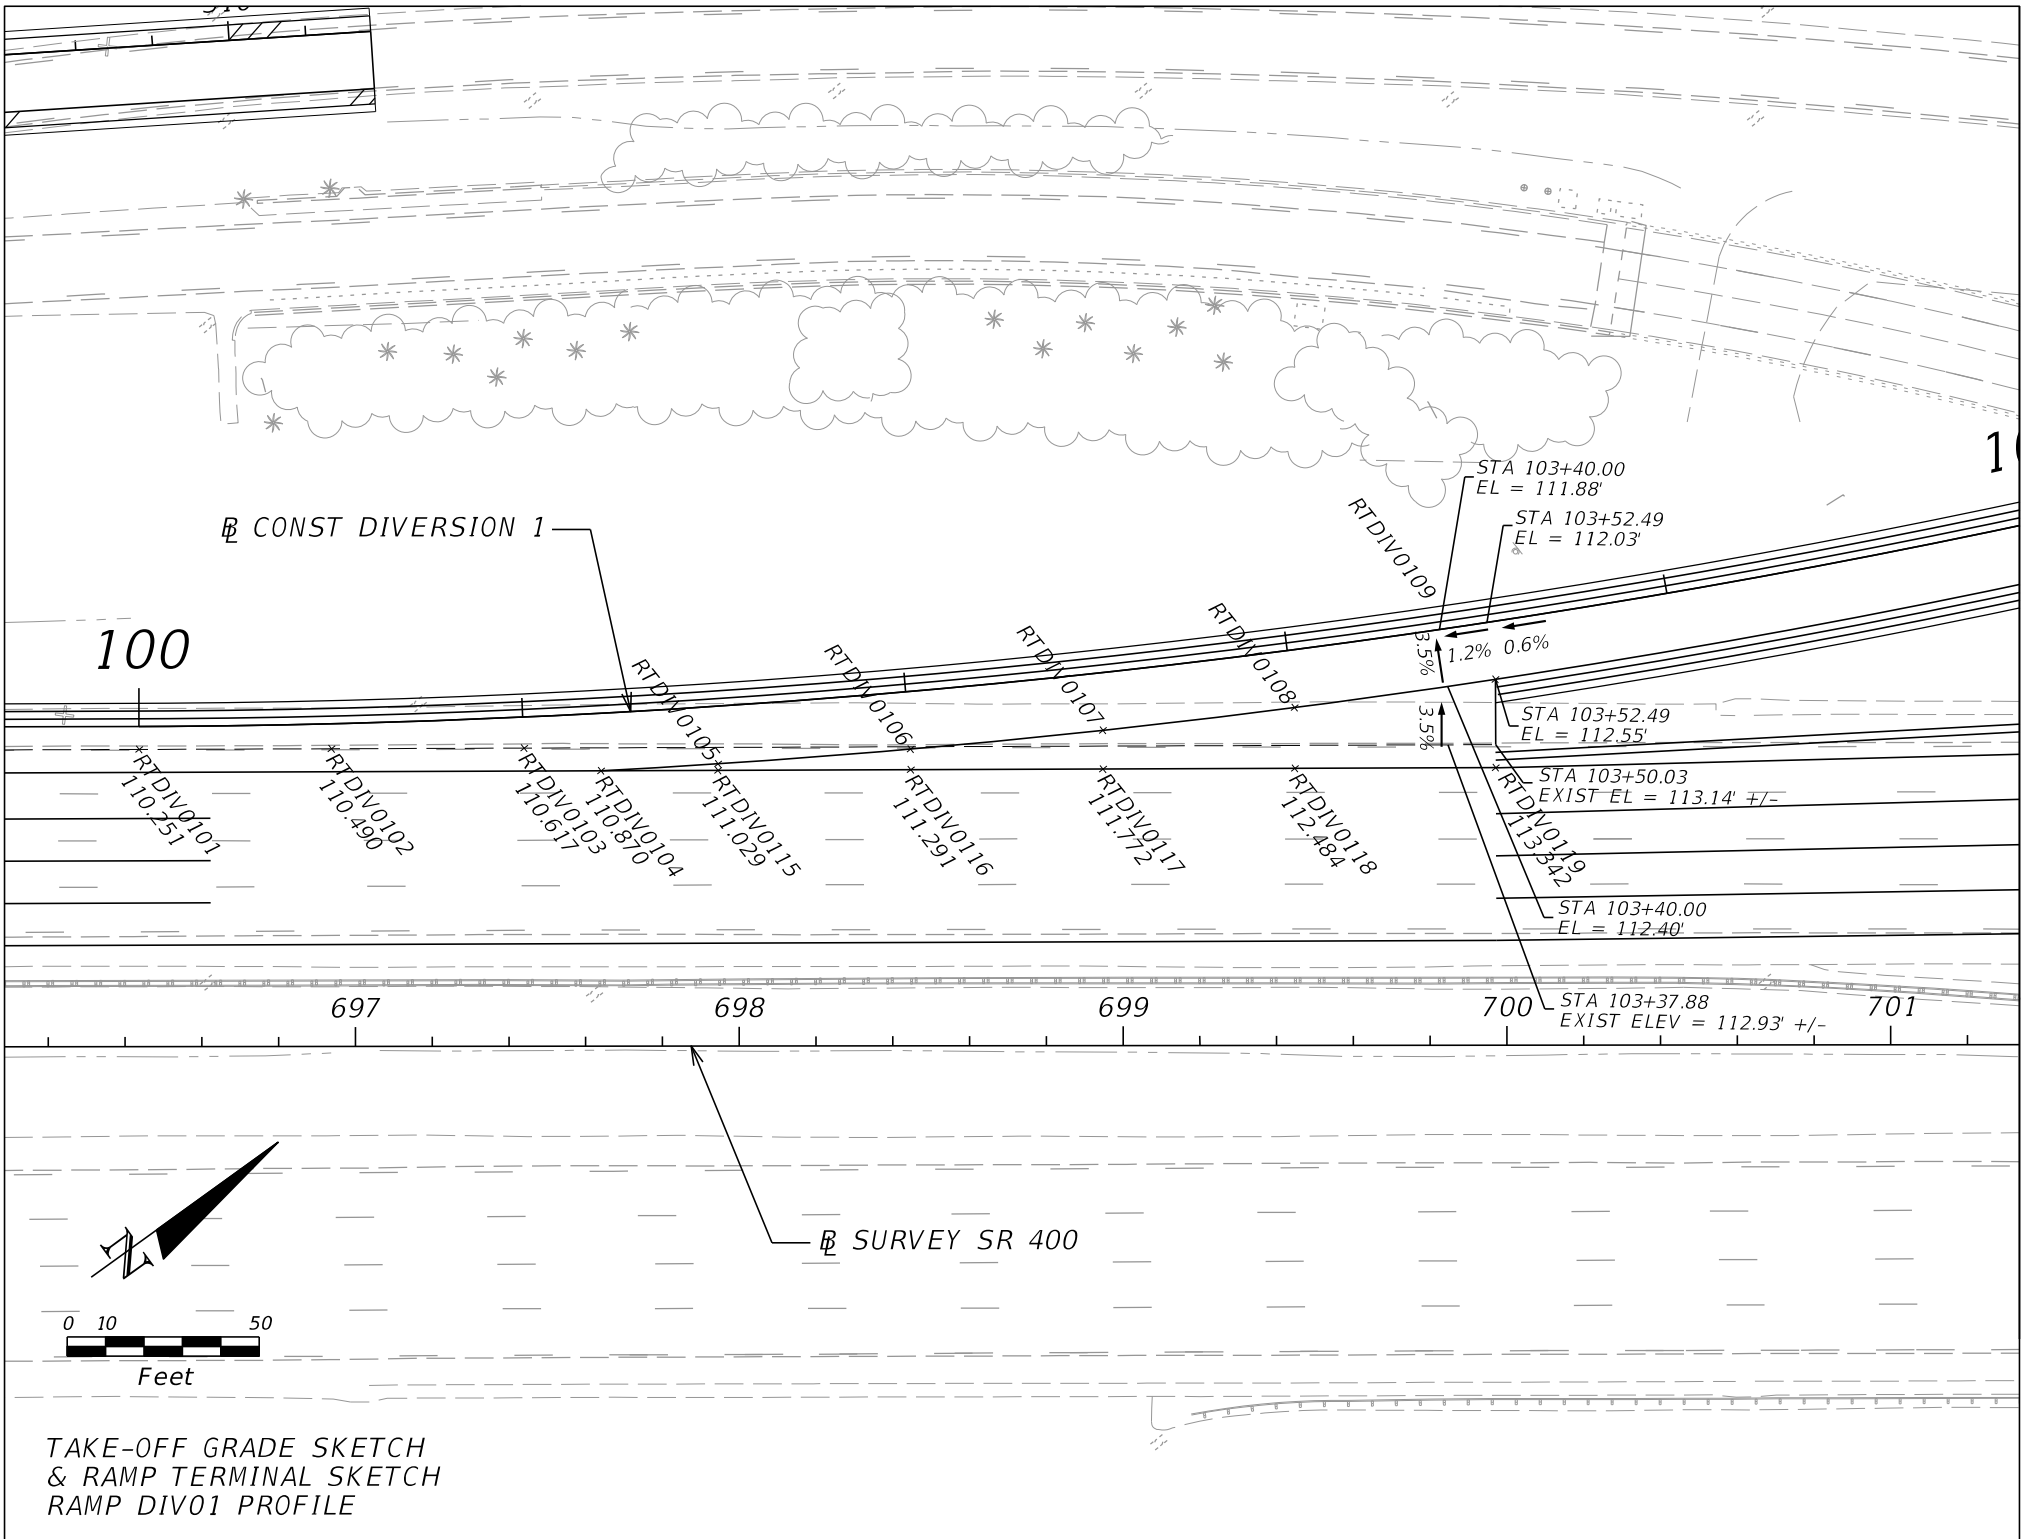 STA 103+40.00
EL = 111.88'
STA 103+52.49
EL = 112.03'
RTDIV0109
BL CONST DIVERSION 1
100
RTDIV0105
RTDIV0106
RTDIV0107
RTDIV0108
3.5%
1.2%
0.6%
3.5%
STA 103+52.49
EL = 112.55'
STA 103+50.03
EXIST EL = 113.14' +/-
RTDIV0101
110.251
RTDIV0102
110.490
RTDIV0103
110.617
RTDIV0104
110.870
RTDIV0115
111.029
RTDIV0116
111.291
RTDIV0117
111.772
RTDIV0118
112.484
RTDIV0119
113.342
STA 103+40.00
EL = 112.40'
STA 103+37.88
EXIST ELEV = 112.93' +/-
697
698
699
700
701
BL SURVEY SR 400
N
0 10 50
Feet
TAKE-OFF GRADE SKETCH
& RAMP TERMINAL SKETCH
RAMP DIV01 PROFILE